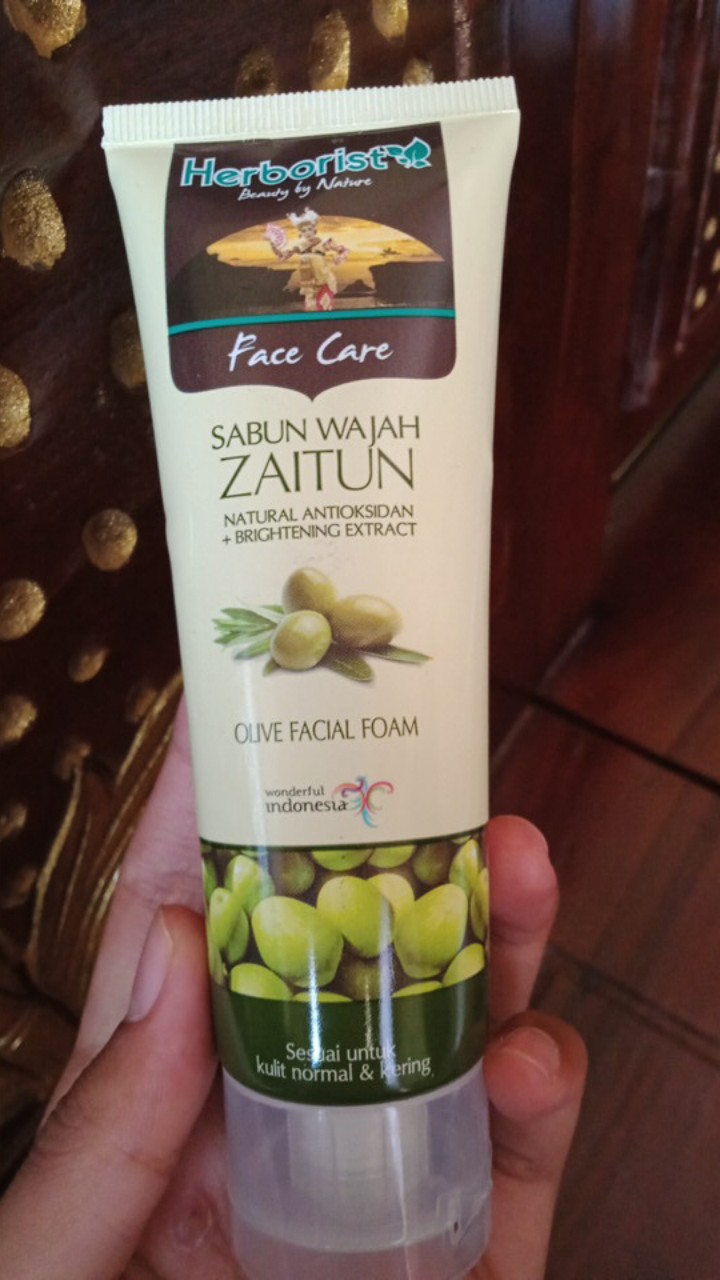 Herborist
Beauty by Nature
Face Care
SABUN WAJAH
ZAITUN
NATURAL ANTIOKSIDAN
+ BRIGHTENING EXTRACT
OLIVE FACIAL FOAM
wonderful
indonesia
Sesuai untuk
kulit normal & kering.